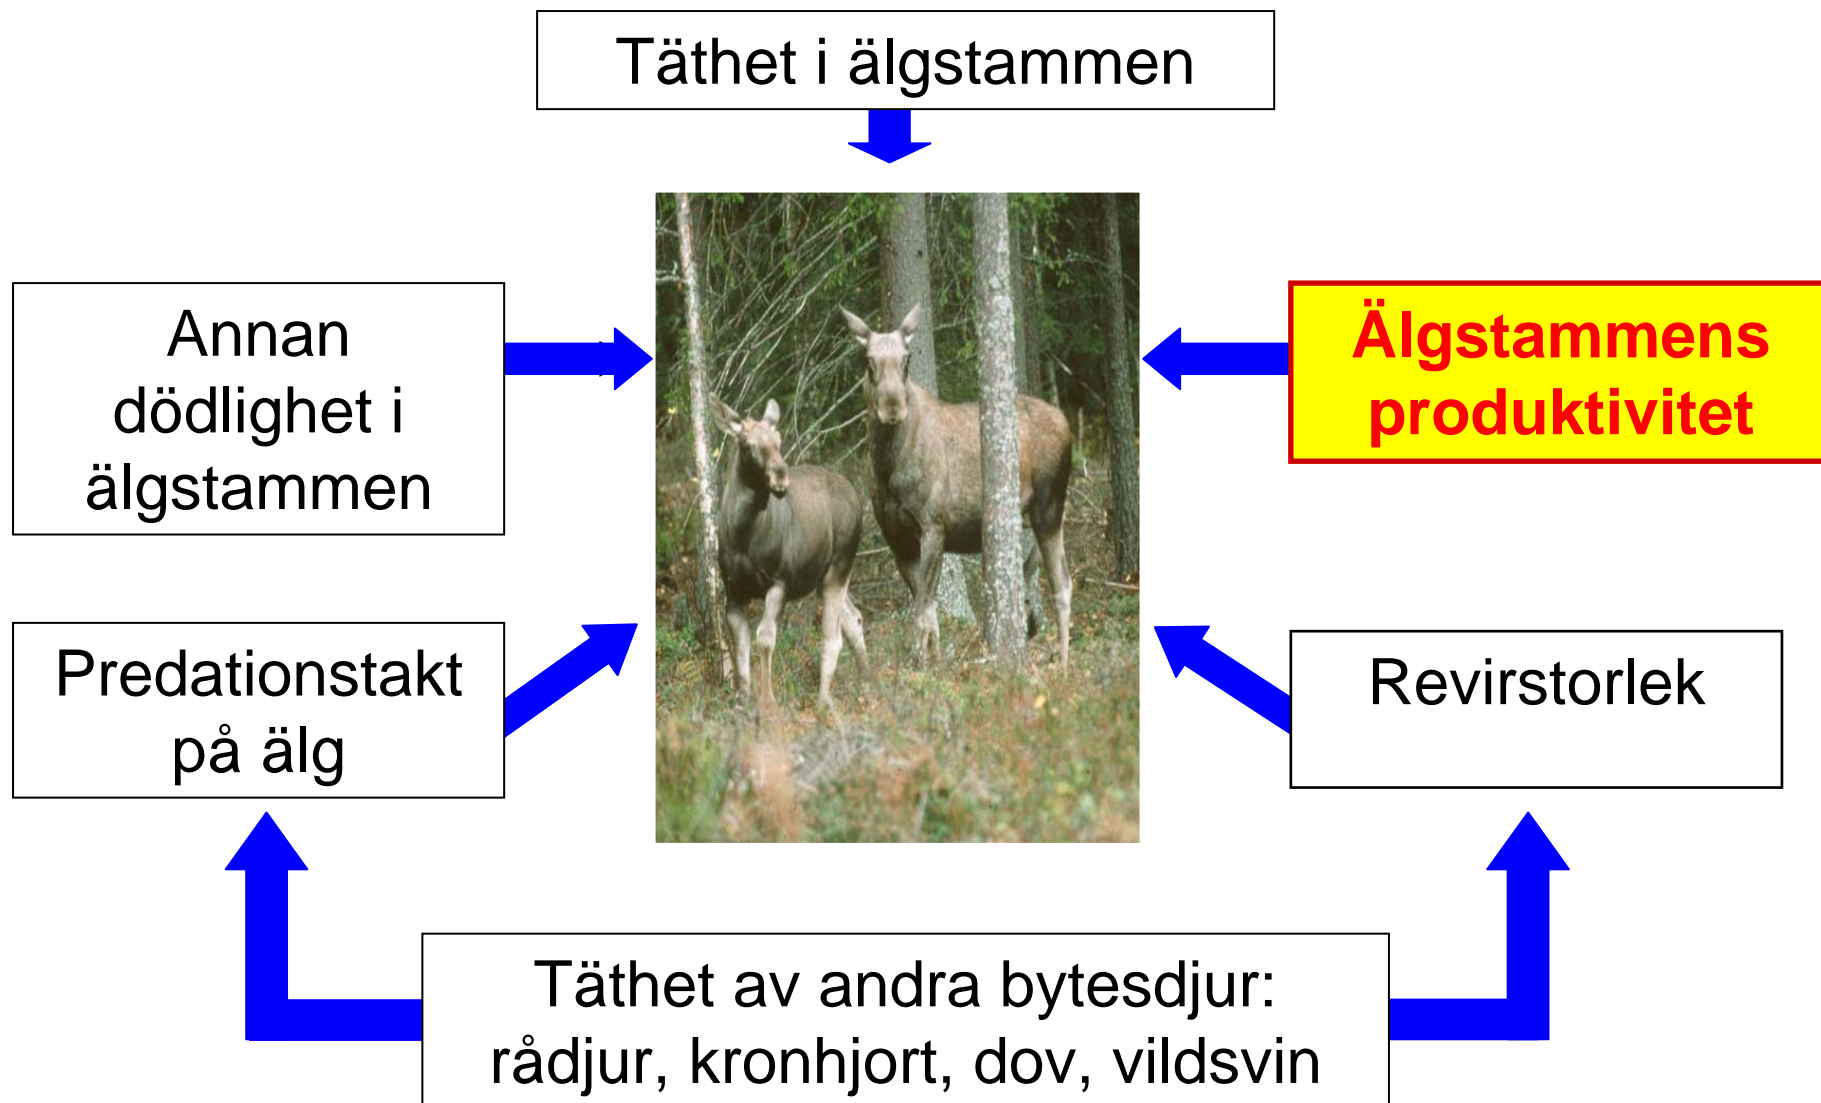 Täthet i älgstammen
Annan
dödlighet i
älgstammen
Älgstammens
produktivitet
Predationstakt
på älg
Revirstorlek
Täthet av andra bytesdjur:
rådjur, kronhjort, dov, vildsvin